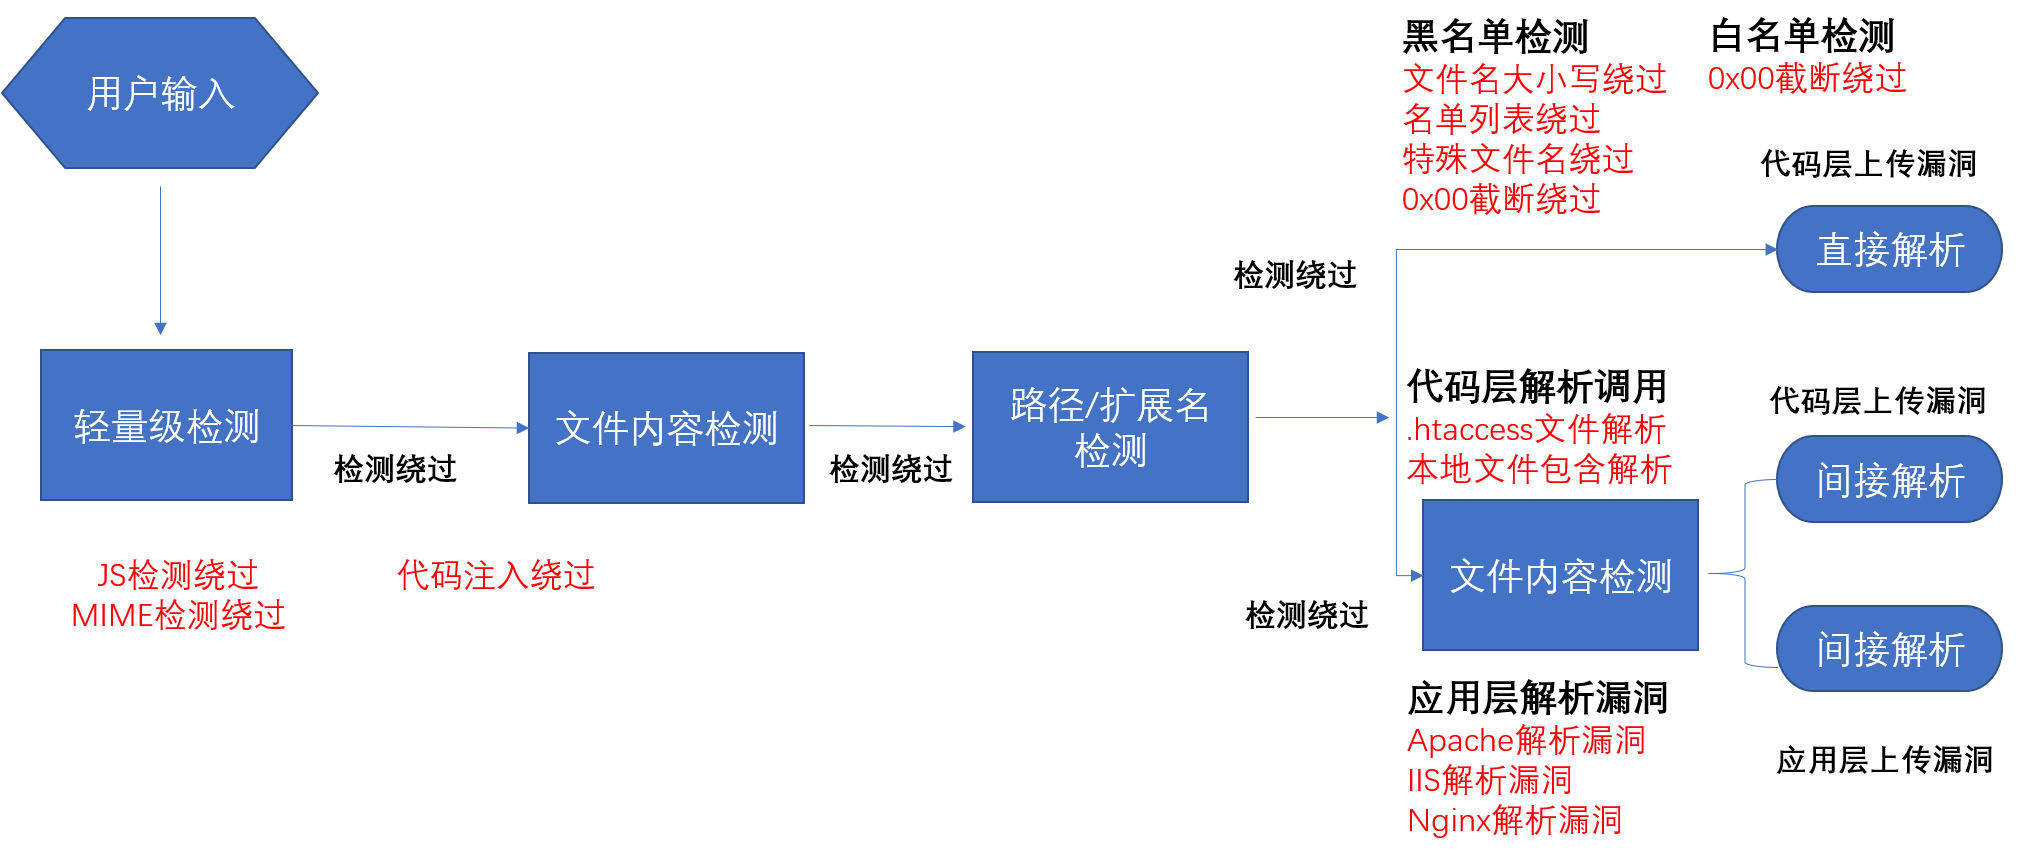 用户输入
轻量级检测
检测绕过
JS检测绕过
MIME检测绕过
文件内容检测
代码注入绕过
检测绕过
路径/扩展名
检测
检测绕过
黑名单检测
文件名大小写绕过
名单列表绕过
特殊文件名绕过
0x00截断绕过
白名单检测
0x00截断绕过
代码层上传漏洞
直接解析
检测绕过
代码层解析调用
.htaccess文件解析
本地文件包含解析
文件内容检测
应用层解析漏洞
Apache解析漏洞
IIS解析漏洞
Nginx解析漏洞
代码层上传漏洞
间接解析
间接解析
应用层上传漏洞